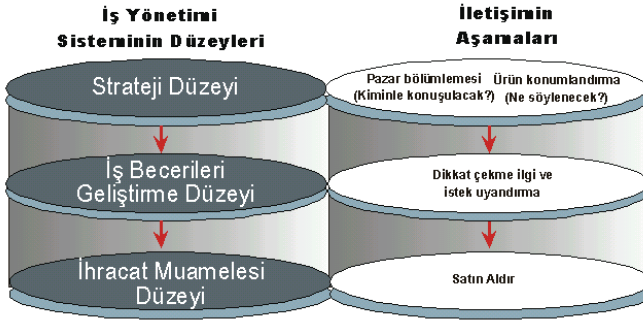 İş Yönetimi
Sisteminin Düzeyleri
İletişimin
Aşamaları
Strateji Düzeyi
Pazar bölümlemesi
(Kiminle konuşulacak?)
Ürün konumlandırma
(Ne söylenecek?)
İş Becerileri
Geliştirme Düzeyi
Dikkat çekme ilgi ve
istek uyandırma
İhracat Muamelesi
Düzeyi
Satın Aldır